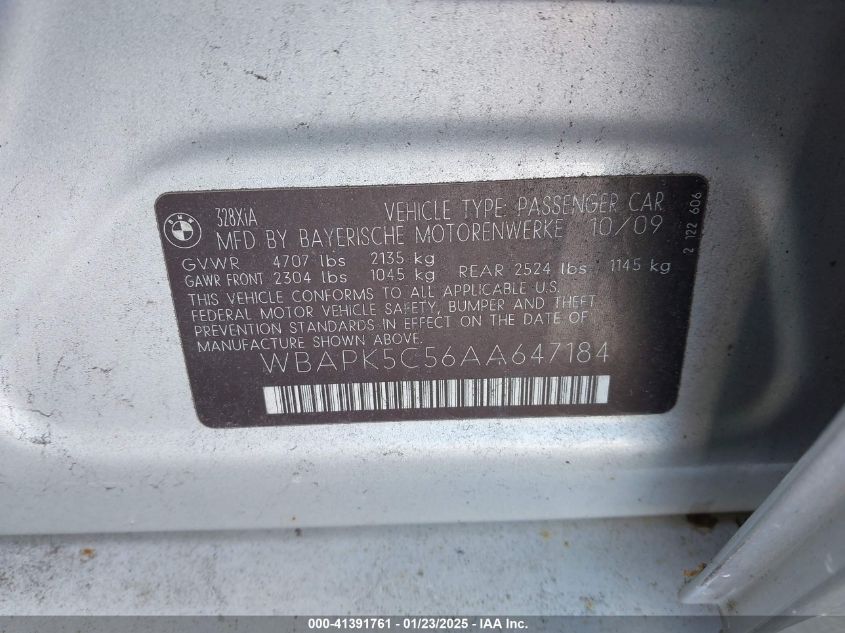 BMW
328XiA VEHICLE TYPE PASSENGER CAR
MFD BY BAYERISCHE MOTORENWERKE 10/09
GVWR 4707 lbs 2135 kg
GAWR FRONT 2304 lbs 1045 kg REAR 2524 lbs 1145 kg
THIS VEHICLE CONFORMS TO ALL APPLICABLE U.S.
FEDERAL MOTOR VEHICLE SAFETY, BUMPER AND THEFT
PREVENTION STANDARDS IN EFFECT ON THE DATE OF
MANUFACTURE SHOWN ABOVE.
WBAPK5C56AA647184
2 122 606
000-41391761 / 01/23/2025 - IAA Inc.